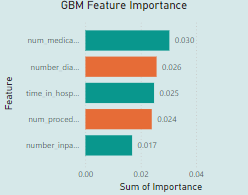 GBM Feature Importance
num_medica... 0.030
number_dia... 0.026
time_in_hosp... 0.025
num_proced... 0.024
number_inpa... 0.017
Feature
0.00 0.02 0.04
Sum of Importance